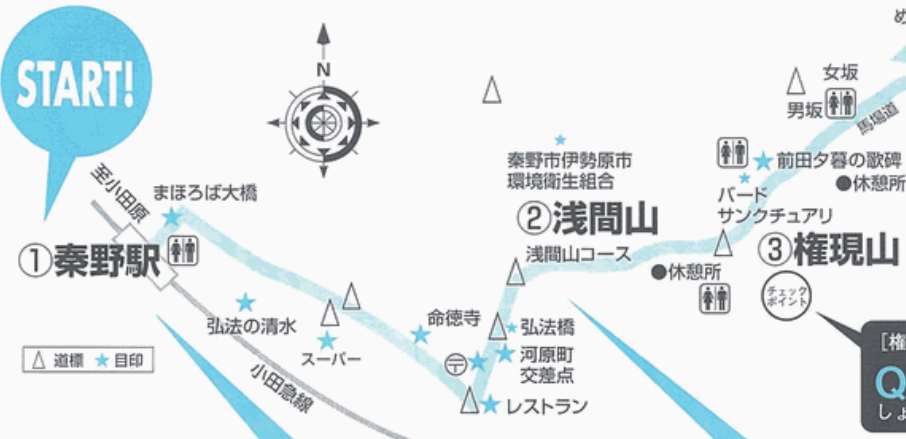 START!
N
め
女坂
男坂
馬場道
秦野市伊勢原市
環境衛生組合
前田夕暮の歌碑
●休憩所
バード
サンクチュアリ
至小田原
まほろば大橋
②浅間山
浅間山コース
①秦野駅
③権現山
●休憩所
チェック
ポイント
弘法の清水
スーパー
命徳寺
弘法橋
河原町
交差点
〒
レストラン
道標 目印
小田急線
[権
Q
しょ